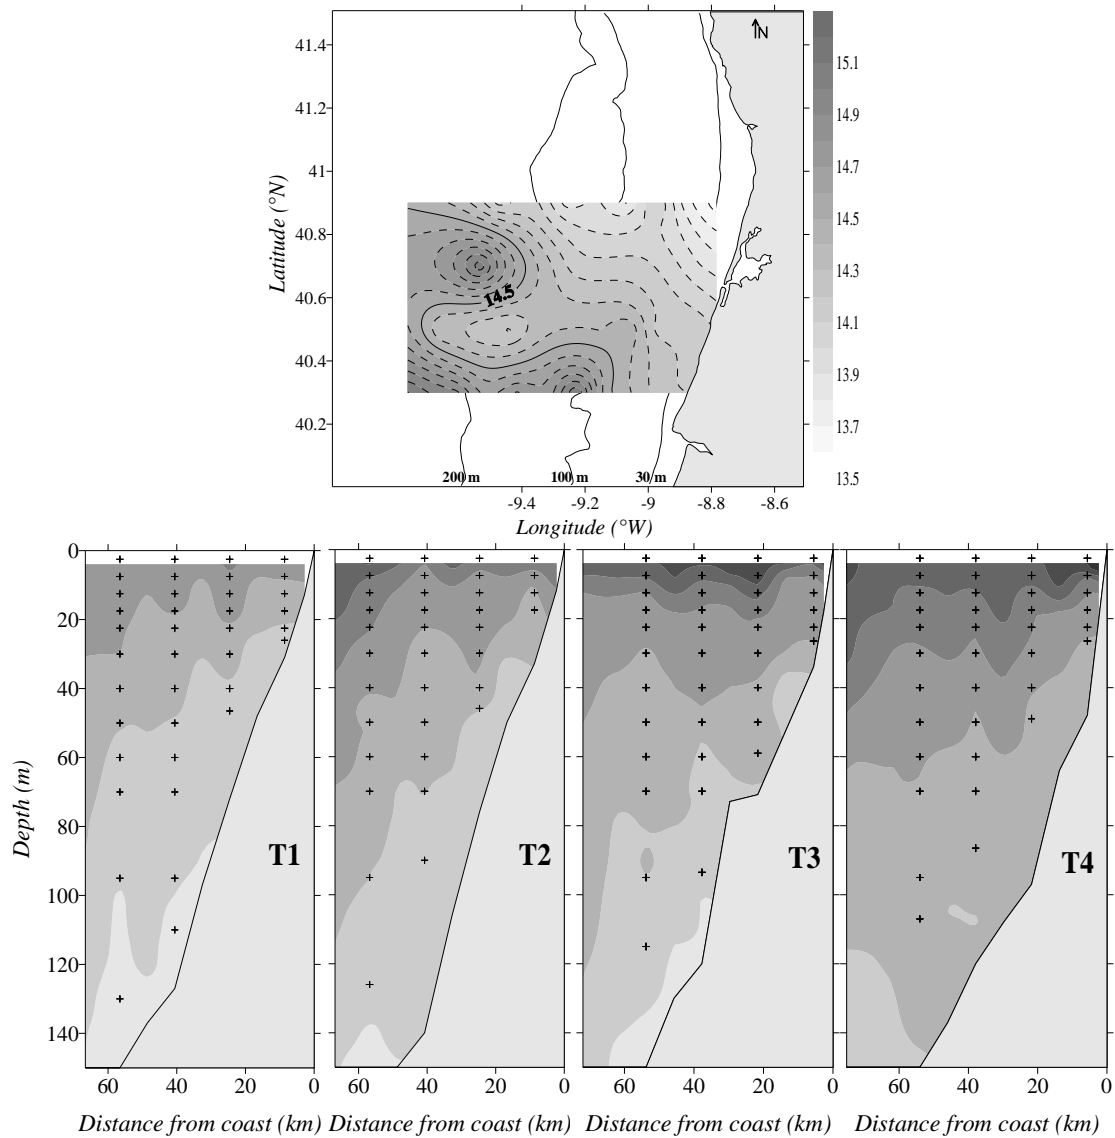 N
41.4
41.2
41
40.8
40.6
40.4
40.2
Latitude (°N)
14.5
200 m
100 m
30 m
-9.4
-9.2
-9
-8.8
-8.6
Longitude (°W)
15.1
14.9
14.7
14.5
14.3
14.1
13.9
13.7
13.5
0
20
40
60
80
100
120
140
Depth (m)
T1
T2
T3
T4
60 40 20 0
60 40 20 0
60 40 20 0
60 40 20 0
Distance from coast (km)
Distance from coast (km)
Distance from coast (km)
Distance from coast (km)